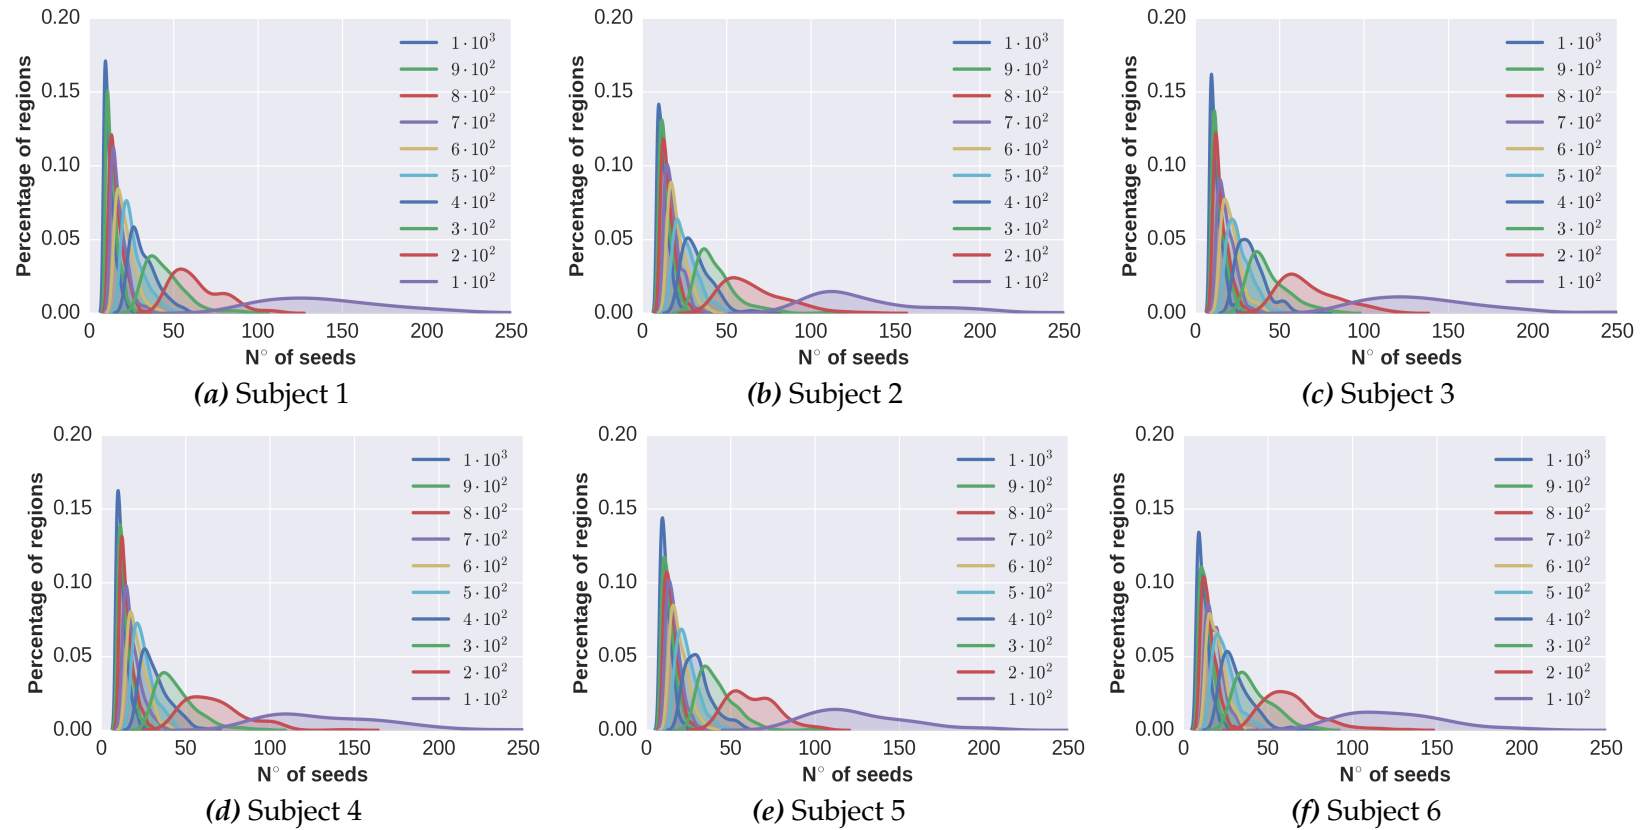 0.20
0.15
0.10
0.05
0.00
0 50 100 150 200 250
Percentage of regions
N° of seeds
1 · 10³
9 · 10²
8 · 10²
7 · 10²
6 · 10²
5 · 10²
4 · 10²
3 · 10²
2 · 10²
1 · 10²
(a) Subject 1
0.20
0.15
0.10
0.05
0.00
0 50 100 150 200 250
Percentage of regions
N° of seeds
1 · 10³
9 · 10²
8 · 10²
7 · 10²
6 · 10²
5 · 10²
4 · 10²
3 · 10²
2 · 10²
1 · 10²
(b) Subject 2
0.20
0.15
0.10
0.05
0.00
0 50 100 150 200 250
Percentage of regions
N° of seeds
1 · 10³
9 · 10²
8 · 10²
7 · 10²
6 · 10²
5 · 10²
4 · 10²
3 · 10²
2 · 10²
1 · 10²
(c) Subject 3
0.20
0.15
0.10
0.05
0.00
0 50 100 150 200 250
Percentage of regions
N° of seeds
1 · 10³
9 · 10²
8 · 10²
7 · 10²
6 · 10²
5 · 10²
4 · 10²
3 · 10²
2 · 10²
1 · 10²
(d) Subject 4
0.20
0.15
0.10
0.05
0.00
0 50 100 150 200 250
Percentage of regions
N° of seeds
1 · 10³
9 · 10²
8 · 10²
7 · 10²
6 · 10²
5 · 10²
4 · 10²
3 · 10²
2 · 10²
1 · 10²
(e) Subject 5
0.20
0.15
0.10
0.05
0.00
0 50 100 150 200 250
Percentage of regions
N° of seeds
1 · 10³
9 · 10²
8 · 10²
7 · 10²
6 · 10²
5 · 10²
4 · 10²
3 · 10²
2 · 10²
1 · 10²
(f) Subject 6